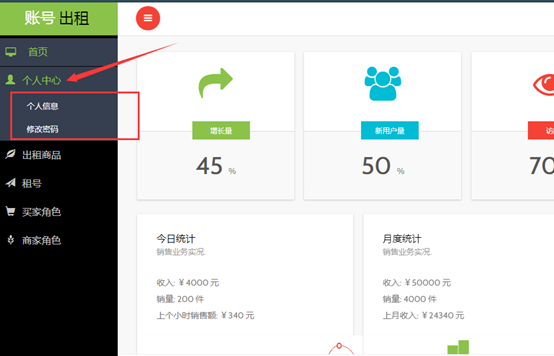 账号 出租
首页
个人中心
个人信息
修改密码
出租商品
租号
买家角色
商家角色
增长量
45 %
新用户量
50 %
访
70
今日统计
销售业务实况.
收入: ¥4000 元
销量: 200 件
上个小时销售额: ¥340 元
月度统计
销售业务实况.
收入: ¥50000 元
销量: 4000 件
上月收入: ¥24340 元